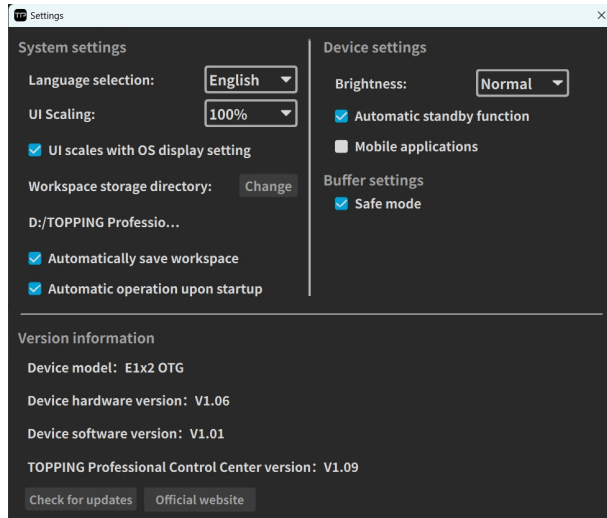 TP Settings
System settings
Language selection: English
UI Scaling: 100%
UI scales with OS display setting
Workspace storage directory: Change
D:/TOPPING Professio...
Automatically save workspace
Automatic operation upon startup
Device settings
Brightness: Normal
Automatic standby function
Mobile applications
Buffer settings
Safe mode
Version information
Device model: E1x2 OTG
Device hardware version: V1.06
Device software version: V1.01
TOPPING Professional Control Center version: V1.09
Check for updates Official website